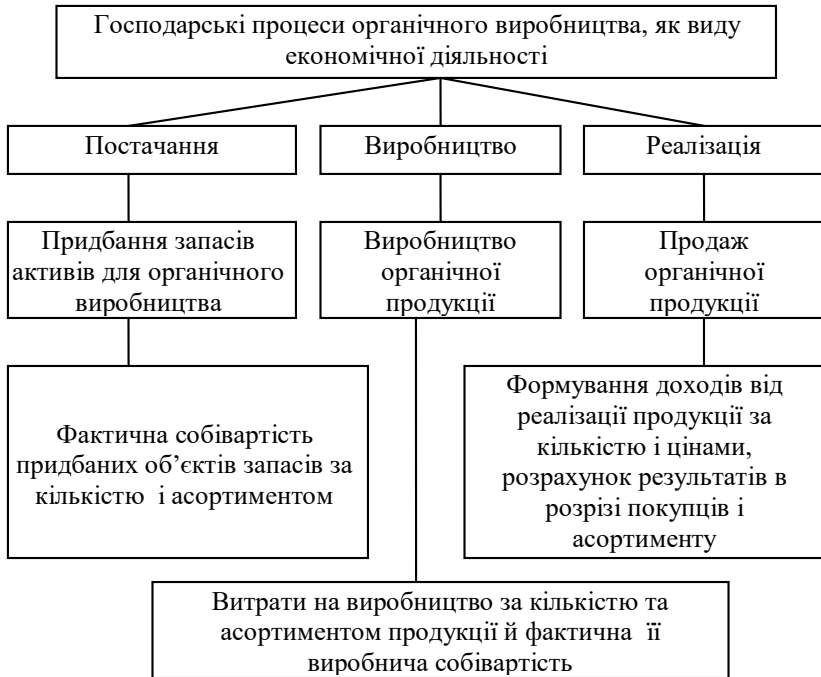 Господарські процеси органічного виробництва, як виду
економічної діяльності
Постачання
Виробництво
Реалізація
Придбання запасів
активів для органічного
виробництва
Виробництво
органічної
продукції
Продаж
органічної
продукції
Фактична собівартість
придбаних об’єктів запасів за
кількістю і асортиментом
Формування доходів від
реалізації продукції за
кількістю і цінами,
розрахунок результатів в
розрізі покупців і
асортименту
Витрати на виробництво за кількістю та
асортиментом продукції й фактична її
виробнича собівартість